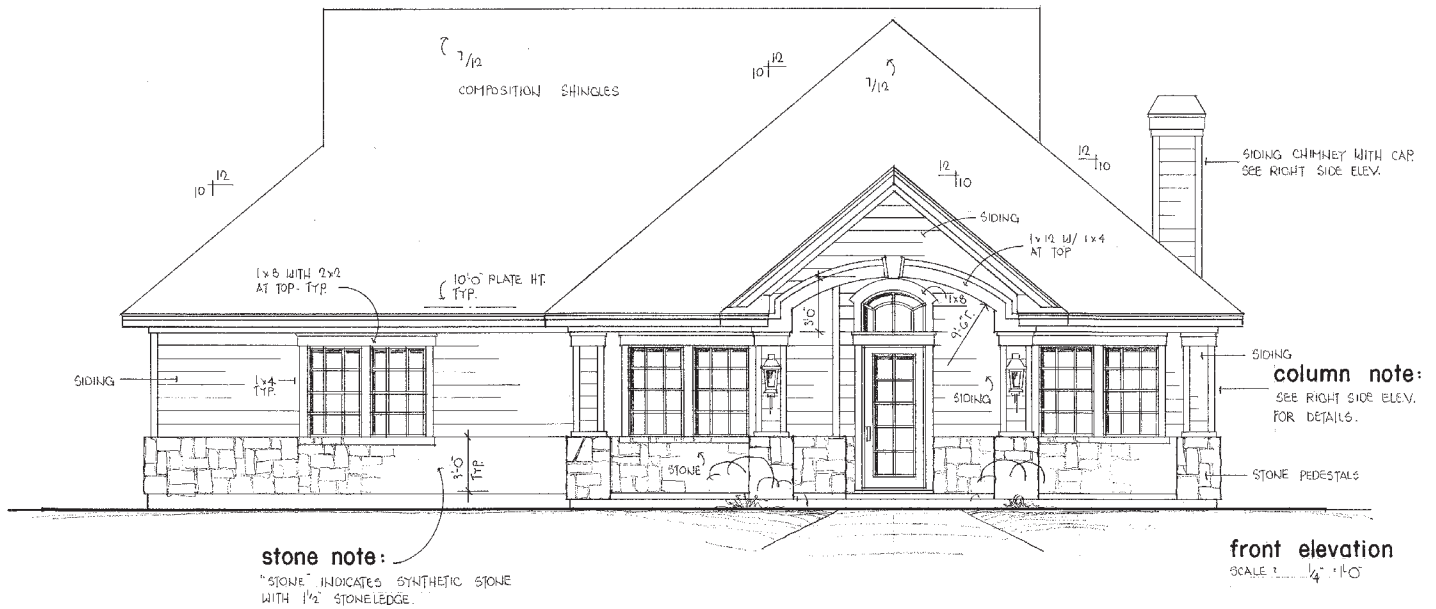 7/12
COMPOSITION SHINGLES
12
10
7/12
12
10
12
10
12
10
SIDING CHIMNEY WITH CAP.
SEE RIGHT SIDE ELEV.
SIDING
1x12 W/ 1x4
AT TOP
1x8 WITH 2x2
AT TOP - TYP.
10'-0" PLATE HT.
TYP.
1x8
3'-0"
SIDING
1x4
TYP.
SIDING
SIDING
column note:
SEE RIGHT SIDE ELEV.
FOR DETAILS.
3'-0"
TYP.
STONE
STONE PEDESTALS
stone note:
"STONE" INDICATES SYNTHETIC STONE
WITH 1 1/2" STONELEDGE.
front elevation
SCALE : 1/4" = 1'-0"